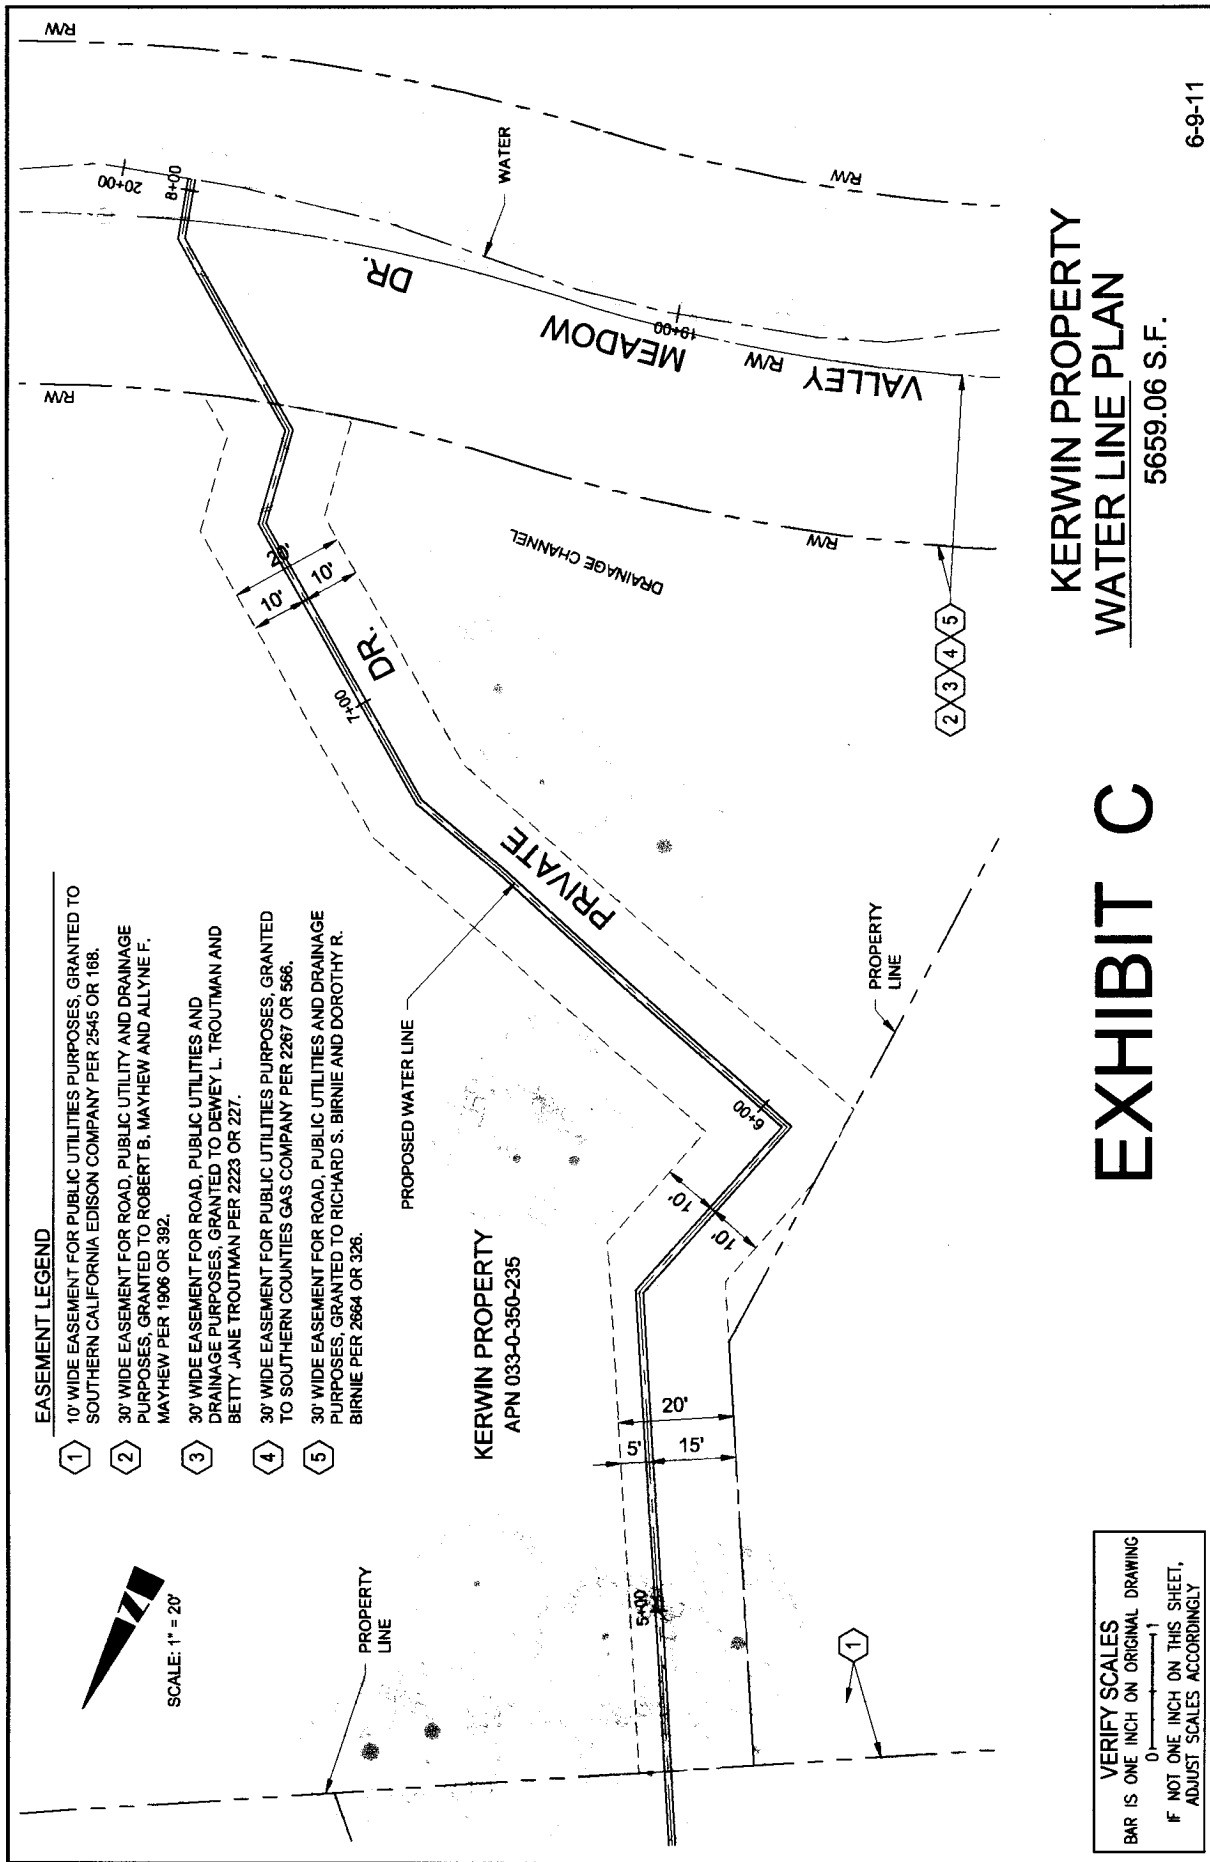 EASEMENT LEGEND
1 10' WIDE EASEMENT FOR PUBLIC UTILITIES PURPOSES, GRANTED TO
SOUTHERN CALIFORNIA EDISON COMPANY PER 2545 OR 168.
2 30' WIDE EASEMENT FOR ROAD, PUBLIC UTILITY AND DRAINAGE
PURPOSES, GRANTED TO ROBERT B. MAYHEW AND ALLYNE F.
MAYHEW PER 1906 OR 392.
3 30' WIDE EASEMENT FOR ROAD, PUBLIC UTILITIES AND
DRAINAGE PURPOSES, GRANTED TO DEWEY L. TROUTMAN AND
BETTY JANE TROUTMAN PER 2223 OR 227.
4 30' WIDE EASEMENT FOR PUBLIC UTILITIES PURPOSES, GRANTED
TO SOUTHERN COUNTIES GAS COMPANY PER 2267 OR 566.
5 30' WIDE EASEMENT FOR ROAD, PUBLIC UTILITIES AND DRAINAGE
PURPOSES, GRANTED TO RICHARD S. BIRNIE AND DOROTHY R.
BIRNIE PER 2664 OR 326.
N
SCALE: 1" = 20'
PROPERTY
LINE
KERWIN PROPERTY
APN 033-0-350-235
PROPOSED WATER LINE
5+00
5'
15'
20'
10'
10'
6+00
PRIVATE
DR.
7+00
10'
10'
20'
8+00
20+00
R/W
R/W
WATER
DR.
MEADOW
VALLEY
19+00
R/W
R/W
R/W
DRAINAGE CHANNEL
2 3 4 5
PROPERTY
LINE
1
VERIFY SCALES
BAR IS ONE INCH ON ORIGINAL DRAWING
0 1
IF NOT ONE INCH ON THIS SHEET,
ADJUST SCALES ACCORDINGLY
EXHIBIT C
KERWIN PROPERTY
WATER LINE PLAN
5659.06 S.F.
6-9-11